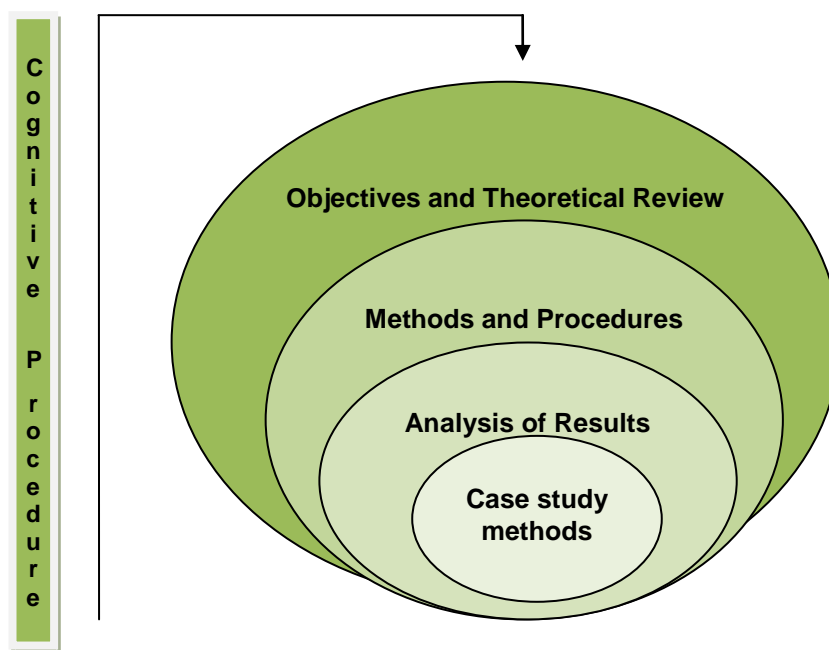 Cognitive Procedure
Objectives and Theoretical Review
Methods and Procedures
Analysis of Results
Case study
methods